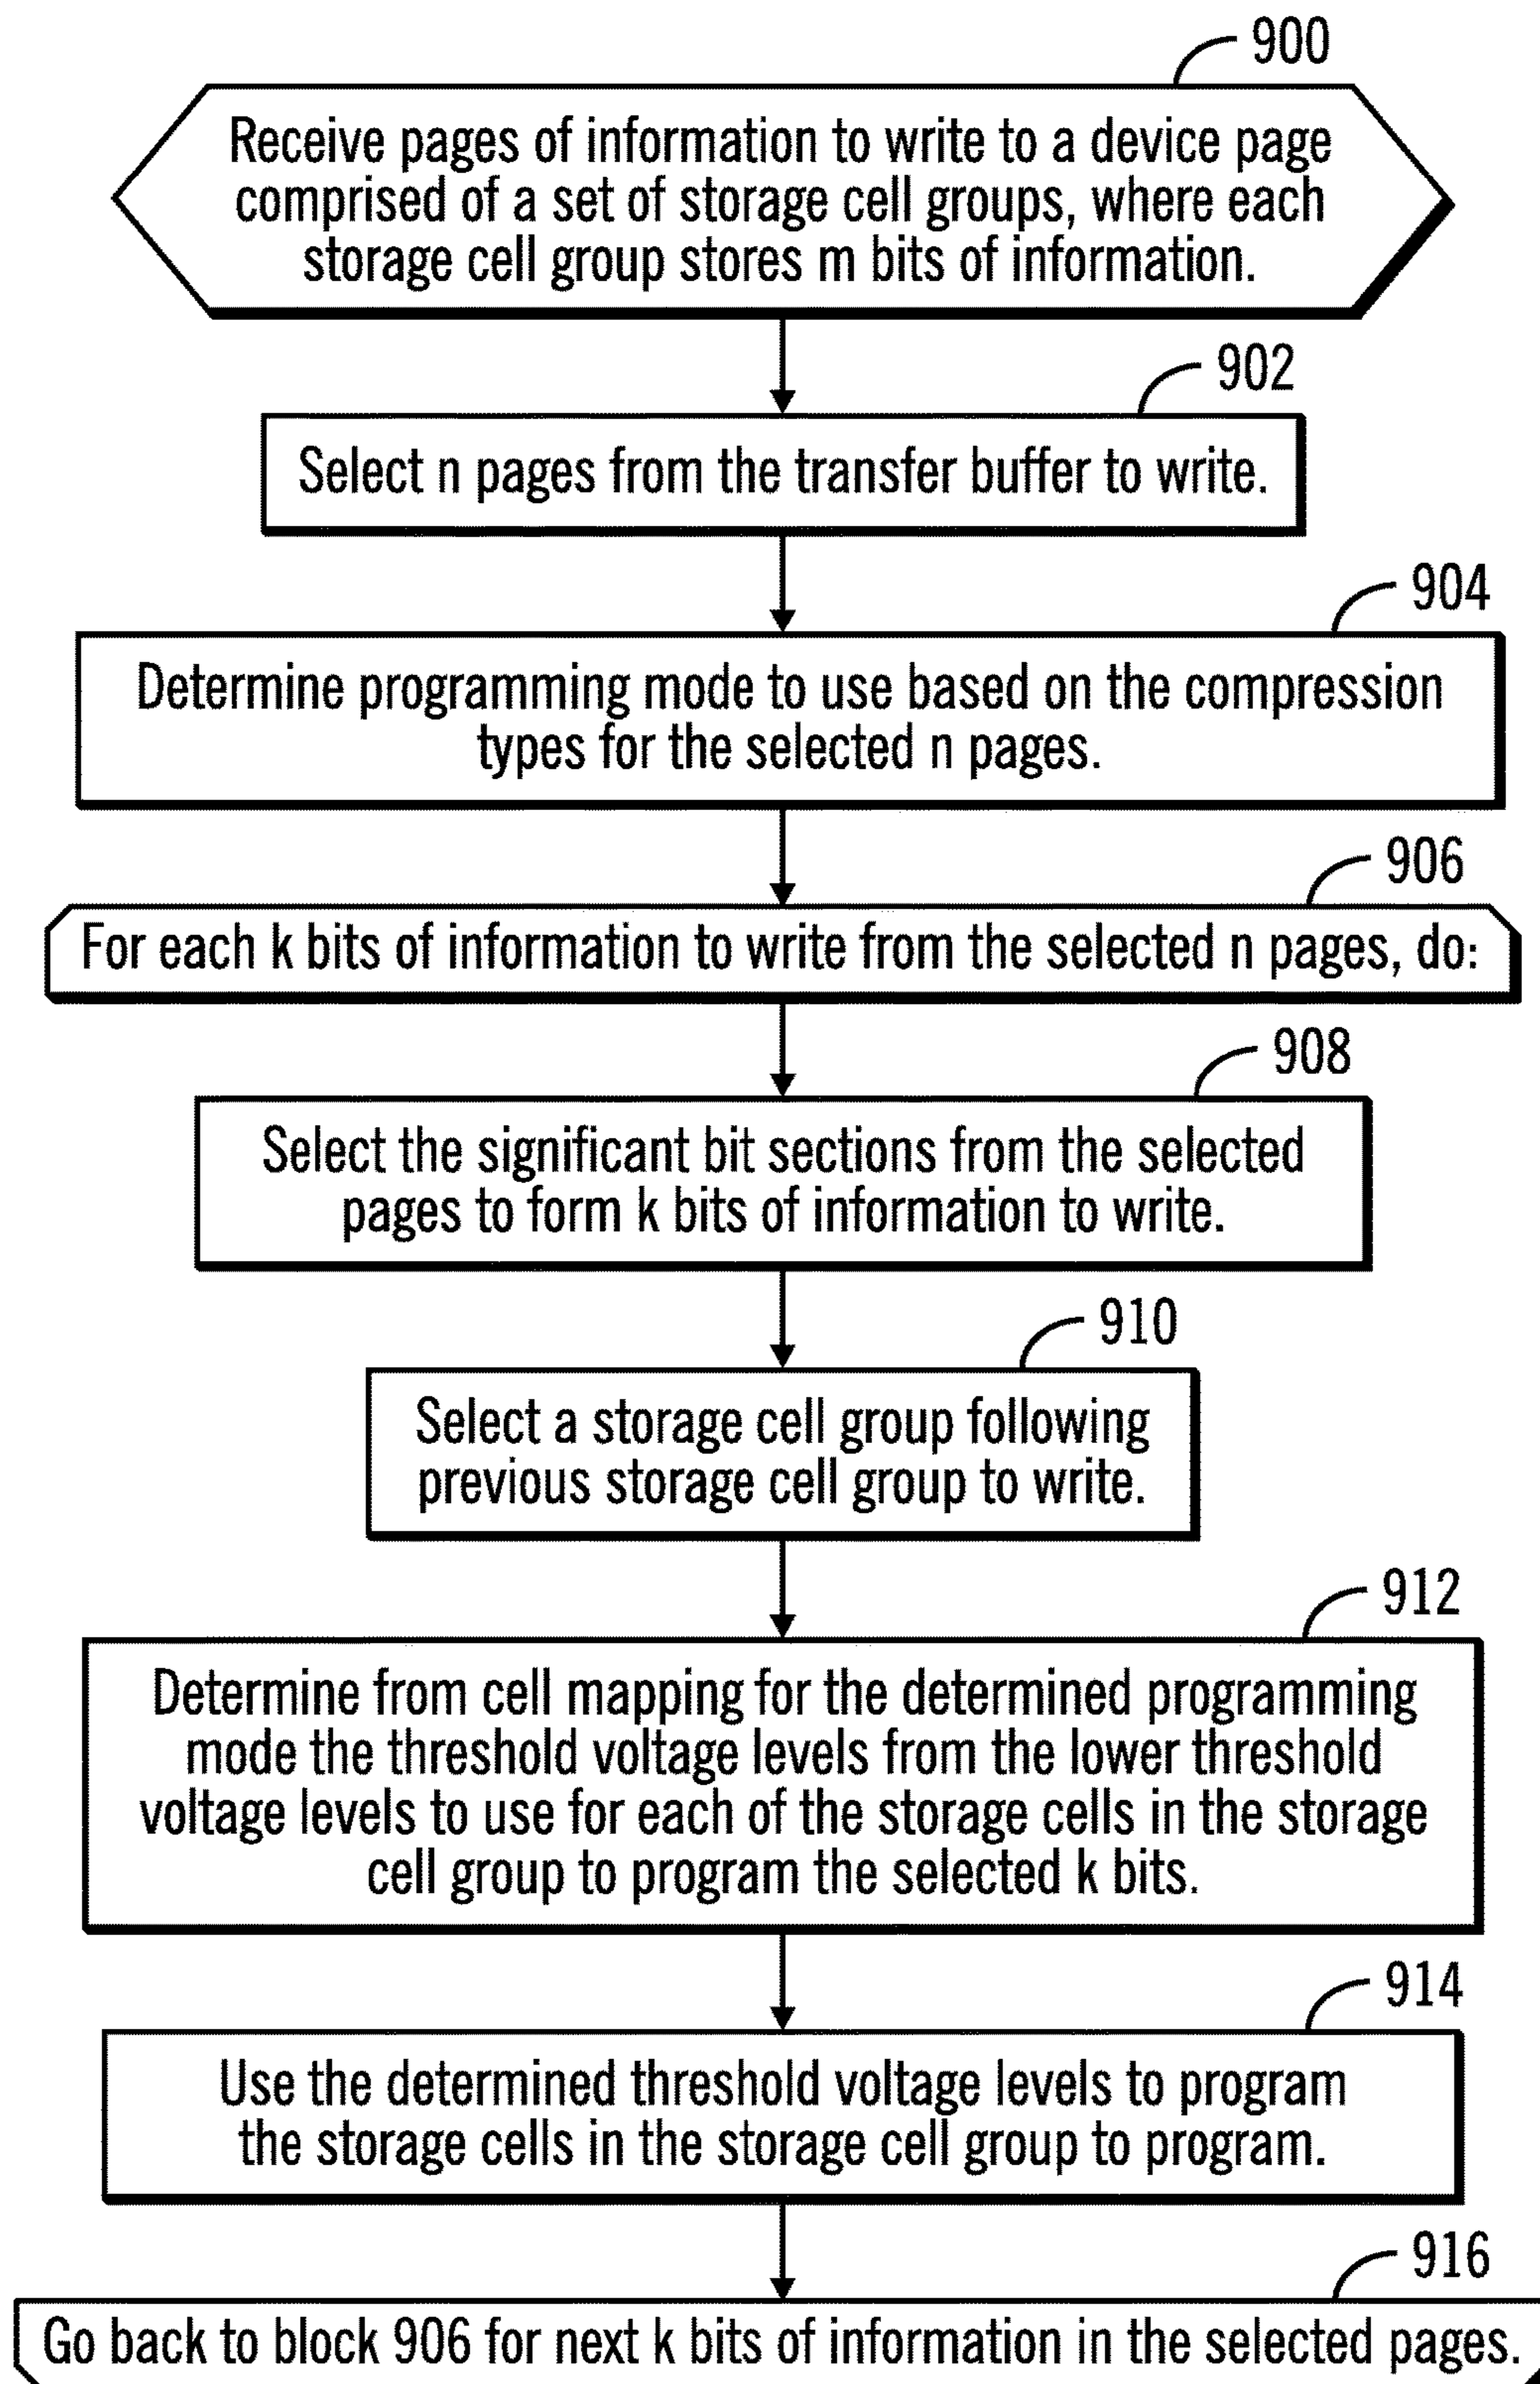 900
Receive pages of information to write to a device page
comprised of a set of storage cell groups, where each
storage cell group stores m bits of information.
902
Select n pages from the transfer buffer to write.
904
Determine programming mode to use based on the compression
types for the selected n pages.
906
For each k bits of information to write from the selected n pages, do:
908
Select the significant bit sections from the selected
pages to form k bits of information to write.
910
Select a storage cell group following
previous storage cell group to write.
912
Determine from cell mapping for the determined programming
mode the threshold voltage levels from the lower threshold
voltage levels to use for each of the storage cells in the storage
cell group to program the selected k bits.
914
Use the determined threshold voltage levels to program
the storage cells in the storage cell group to program.
916
Go back to block 906 for next k bits of information in the selected pages.